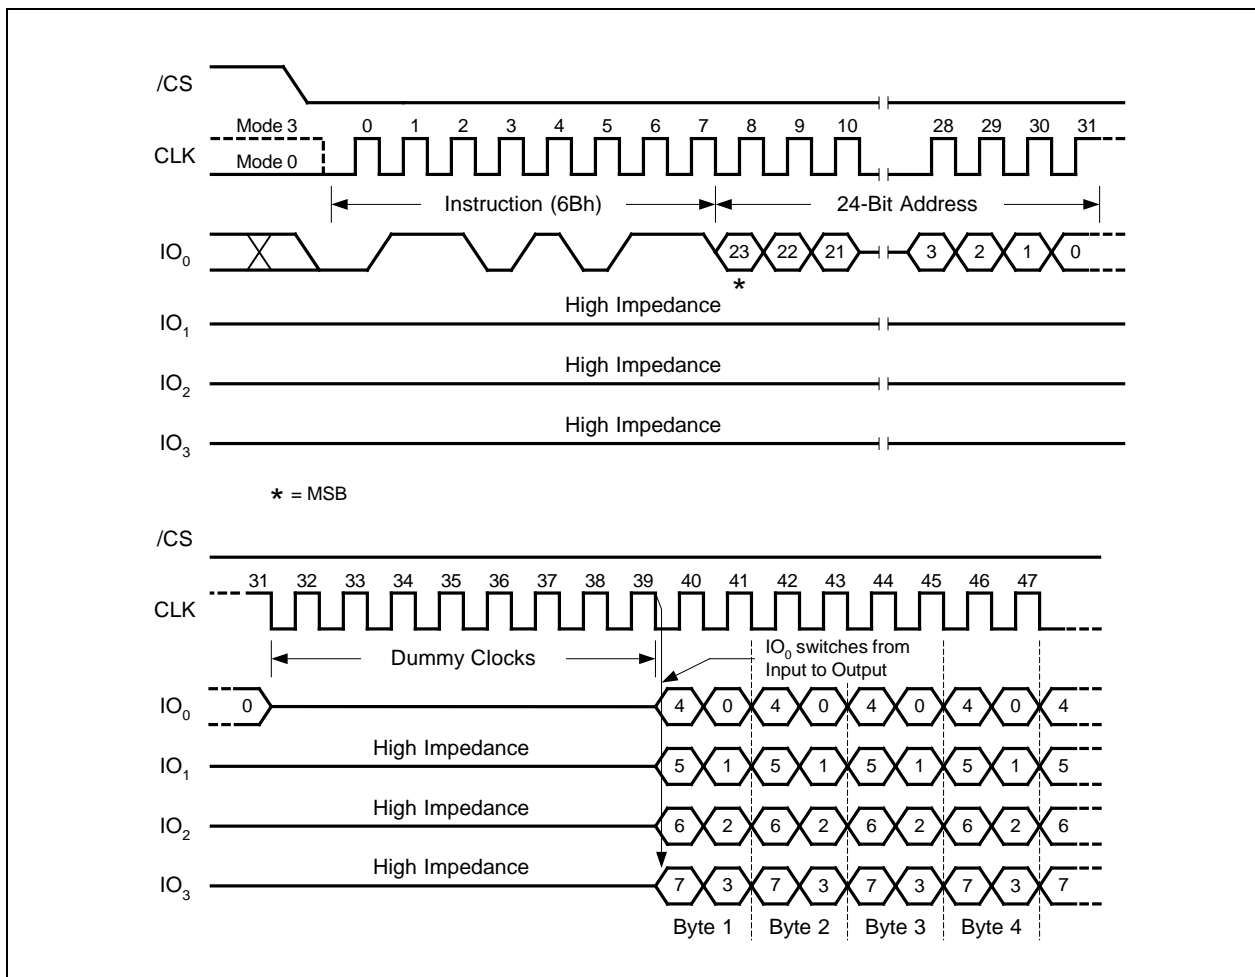 /CS
Mode 3 0 1 2 3 4 5 6 7 8 9 10 28 29 30 31
CLK
Mode 0
Instruction (6Bh) 24-Bit Address
IO0 23 22 21 3 2 1 0
*
High Impedance
IO1
High Impedance
IO2
High Impedance
IO3
* = MSB
/CS
31 32 33 34 35 36 37 38 39 40 41 42 43 44 45 46 47
CLK
Dummy Clocks
IO0 switches from
Input to Output
IO0 0 4 0 4 0 4 0 4 0 4
High Impedance
IO1 5 1 5 1 5 1 5 1 5
High Impedance
IO2 6 2 6 2 6 2 6 2 6
High Impedance
IO3 7 3 7 3 7 3 7 3 7
Byte 1 Byte 2 Byte 3 Byte 4